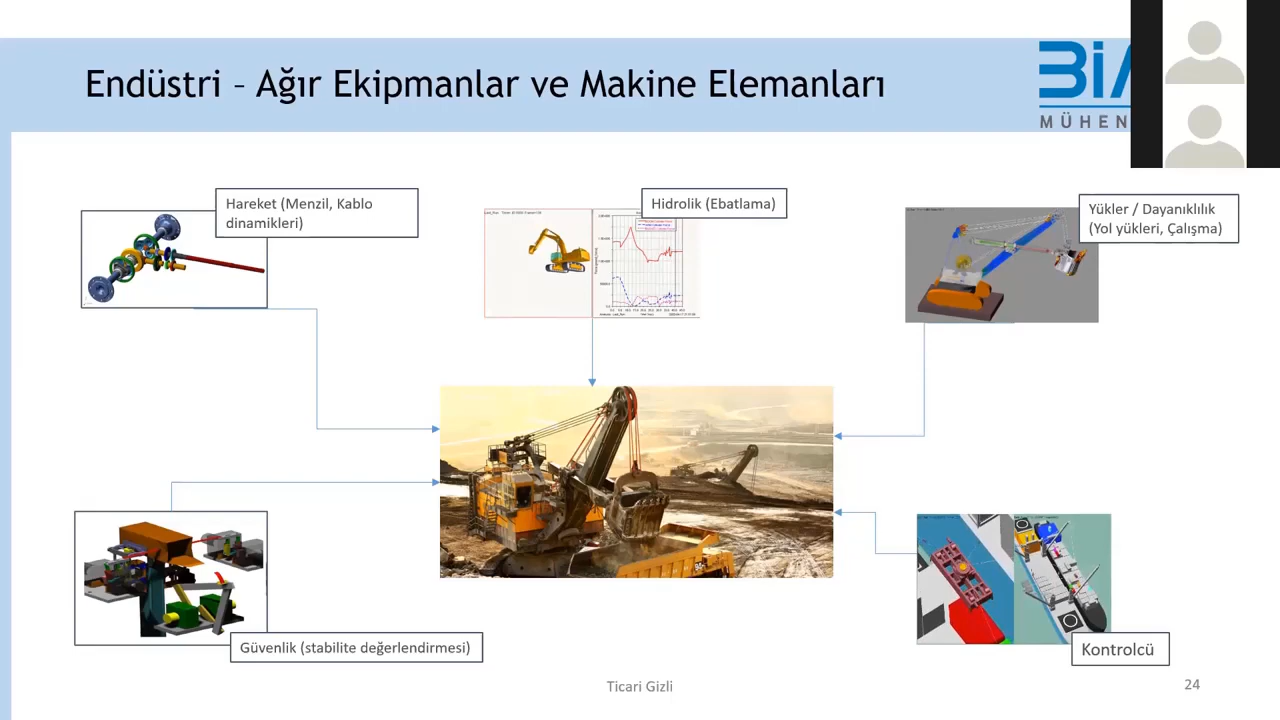 Endüstri – Ağır Ekipmanlar ve Makine Elemanları
BİA
MÜHEN
Hareket (Menzil, Kablo
dinamikleri)
Hidrolik (Ebatlama)
Yükler / Dayanıklılık
(Yol yükleri, Çalışma)
Güvenlik (stabilite değerlendirmesi)
Kontrolcü
Ticari Gizli
24